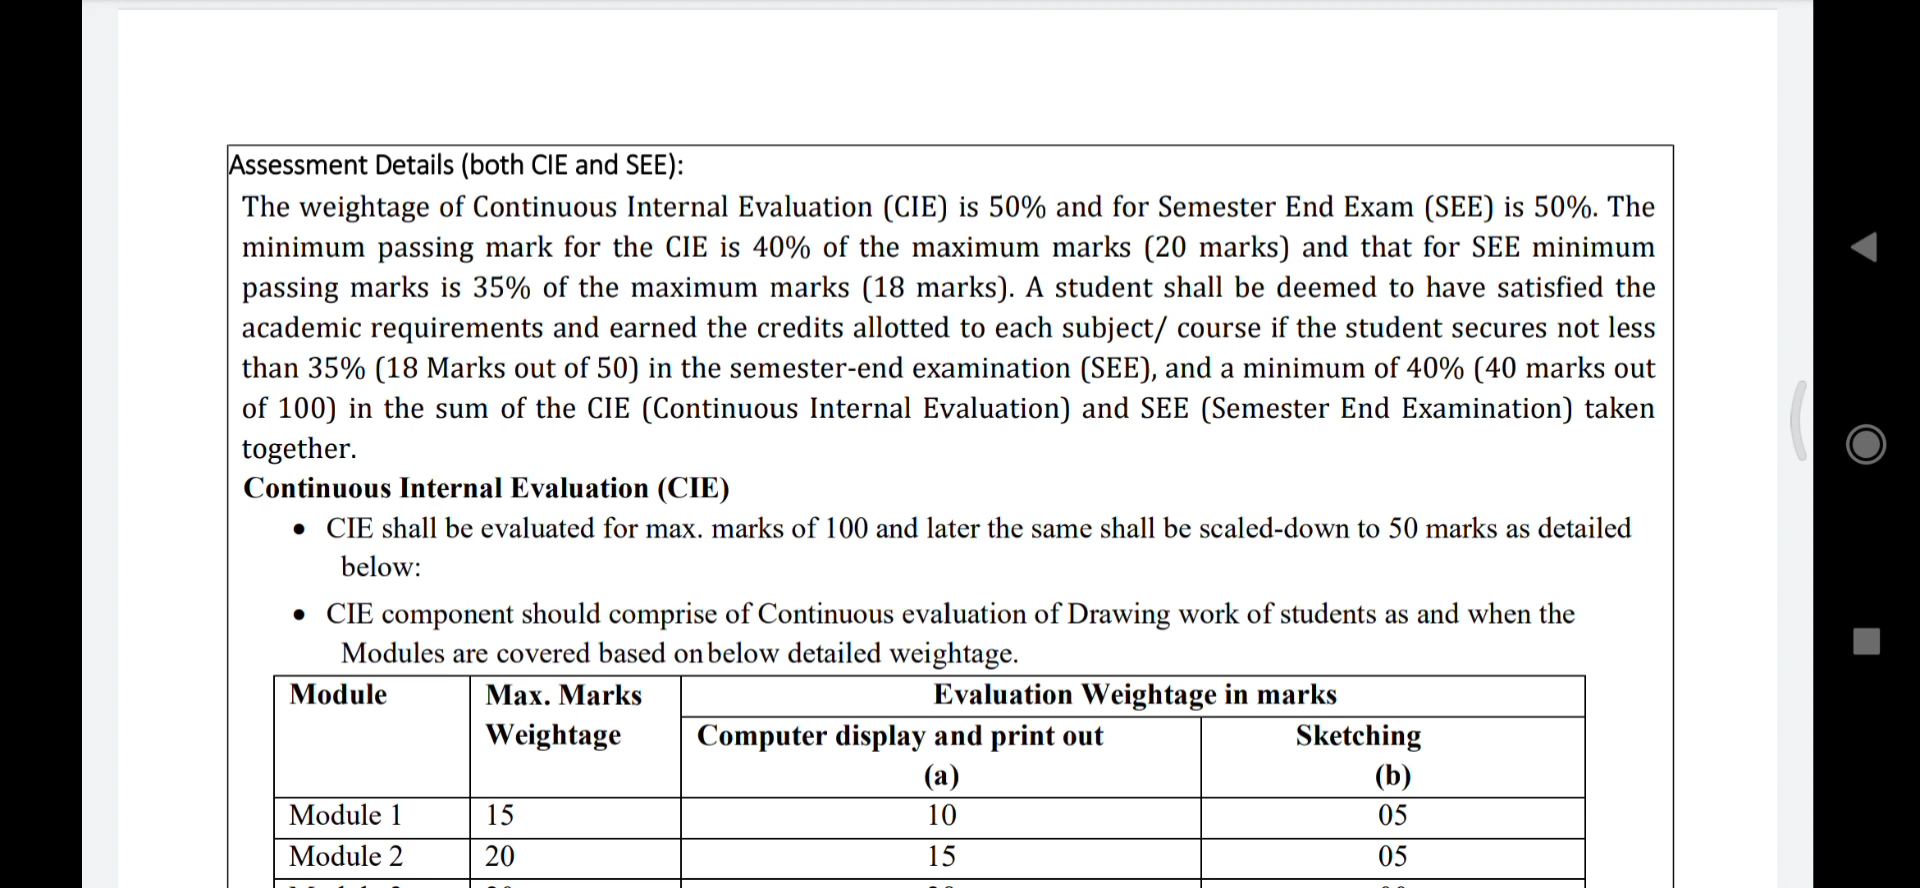 Assessment Details (both CIE and SEE):
The weightage of Continuous Internal Evaluation (CIE) is 50% and for Semester End Exam (SEE) is 50%. The
minimum passing mark for the CIE is 40% of the maximum marks (20 marks) and that for SEE minimum
passing marks is 35% of the maximum marks (18 marks). A student shall be deemed to have satisfied the
academic requirements and earned the credits allotted to each subject/ course if the student secures not less
than 35% (18 Marks out of 50) in the semester-end examination (SEE), and a minimum of 40% (40 marks out
of 100) in the sum of the CIE (Continuous Internal Evaluation) and SEE (Semester End Examination) taken
together.
Continuous Internal Evaluation (CIE)
• CIE shall be evaluated for max. marks of 100 and later the same shall be scaled-down to 50 marks as detailed
below:
• CIE component should comprise of Continuous evaluation of Drawing work of students as and when the
Modules are covered based on below detailed weightage.
Module Max. Marks Evaluation Weightage in marks
Weightage Computer display and print out Sketching
(a) (b)
Module 1 15 10 05
Module 2 20 15 05